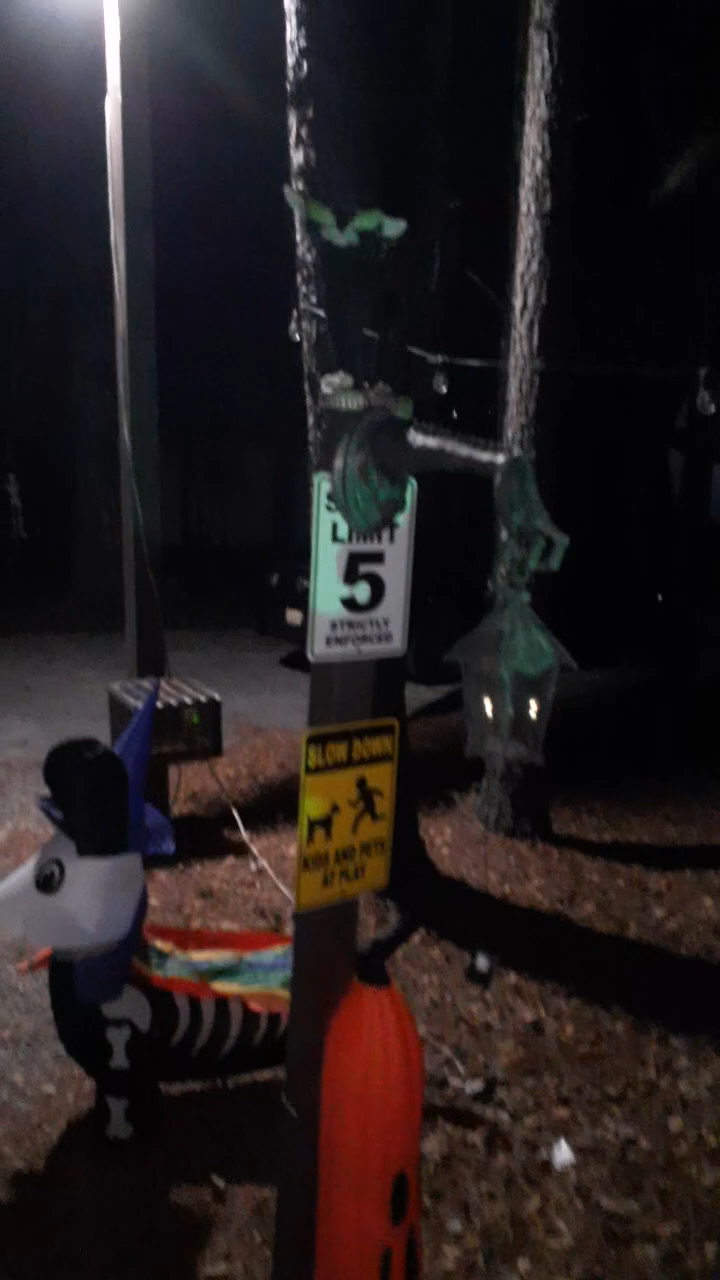 LIMIT
5
STRICTLY
ENFORCED
SLOW DOWN
KIDS AND PETS
AT PLAY